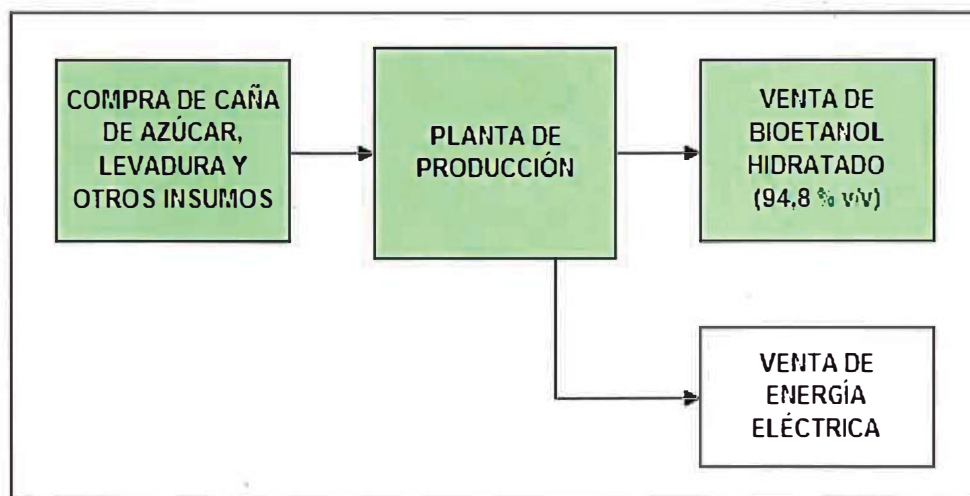 COMPRA DE CAÑA
DE AZÚCAR,
LEVADURA Y
OTROS INSUMOS
PLANTA DE
PRODUCCIÓN
VENTA DE
BIOETANOL
HIDRATADO
(94,8 % v/v)
VENTA DE
ENERGÍA
ELÉCTRICA